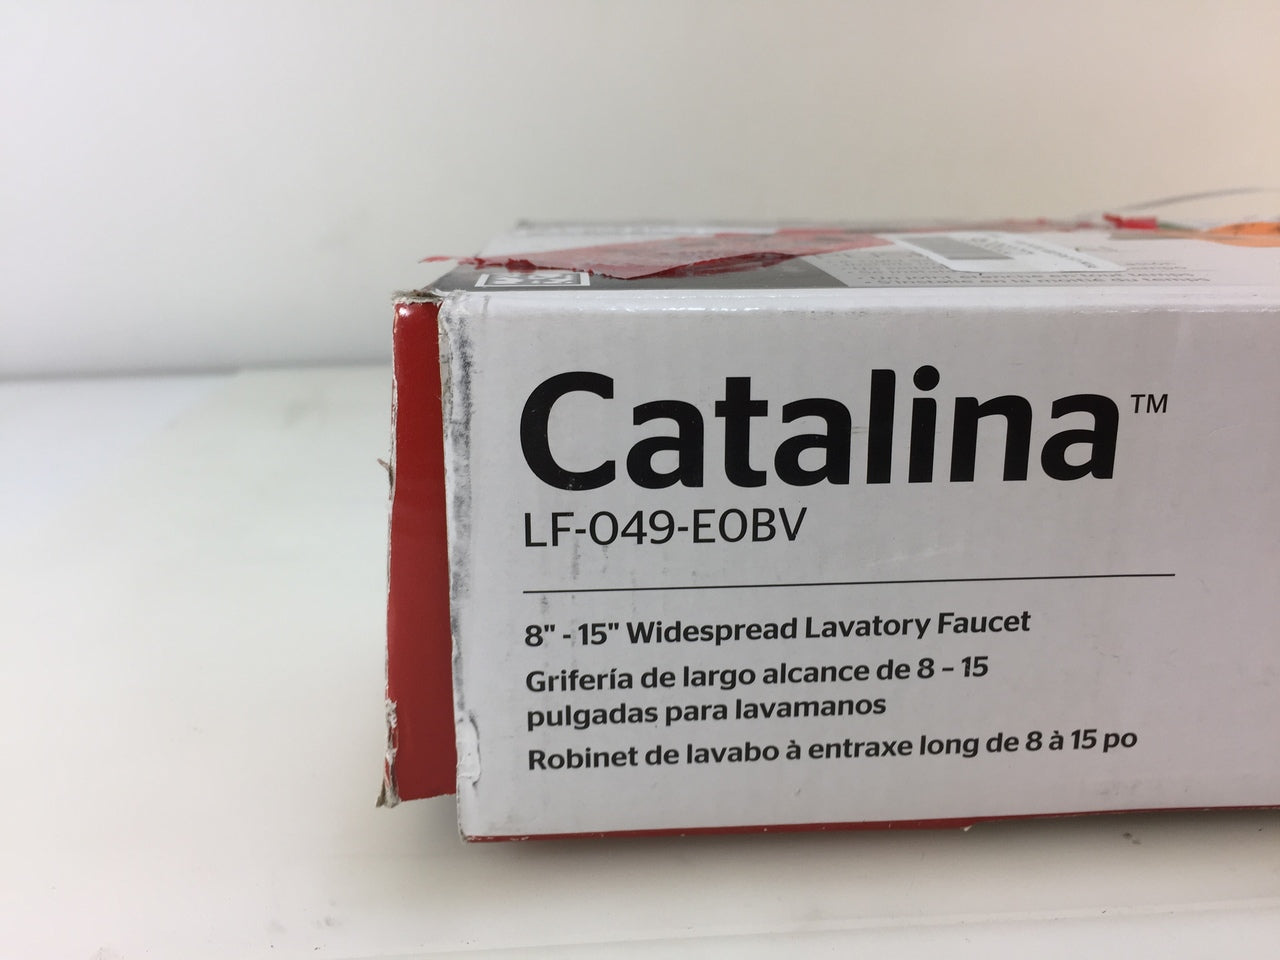 Catalina™
LF-049-E0BV
8" - 15" Widespread Lavatory Faucet
Grifería de largo alcance de 8 – 15
pulgadas para lavamanos
Robinet de lavabo à entraxe long de 8 à 15 po